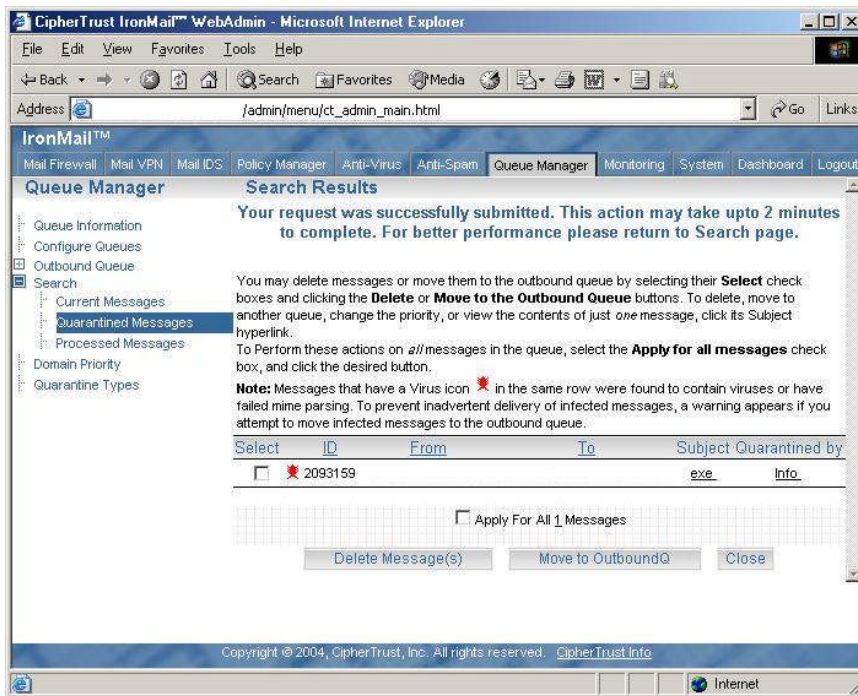 CipherTrust IronMail™ WebAdmin - Microsoft Internet Explorer
File Edit View Favorites Tools Help
Back Search Favorites Media
Address /admin/menu/ct_admin_main.html Go Links
IronMail™
Mail Firewall Mail VPN Mail IDS Policy Manager Anti-Virus Anti-Spam Queue Manager Monitoring System Dashboard Logout
Queue Manager
Queue Information
Configure Queues
Outbound Queue
Search
Current Messages
Quarantined Messages
Processed Messages
Domain Priority
Quarantine Types
Search Results
Your request was successfully submitted. This action may take upto 2 minutes
to complete. For better performance please return to Search page.
You may delete messages or move them to the outbound queue by selecting their Select check
boxes and clicking the Delete or Move to the Outbound Queue buttons. To delete, move to
another queue, change the priority, or view the contents of just one message, click its Subject
hyperlink.
To Perform these actions on all messages in the queue, select the Apply for all messages check
box, and click the desired button.
Note: Messages that have a Virus icon in the same row were found to contain viruses or have
failed mime parsing. To prevent inadvertent delivery of infected messages, a warning appears if you
attempt to move infected messages to the outbound queue.
Select ID From To Subject Quarantined by
2093159 exe Info
Apply For All 1 Messages
Delete Message(s) Move to OutboundQ Close
Copyright © 2004, CipherTrust, Inc. All rights reserved. CipherTrust Info
Internet